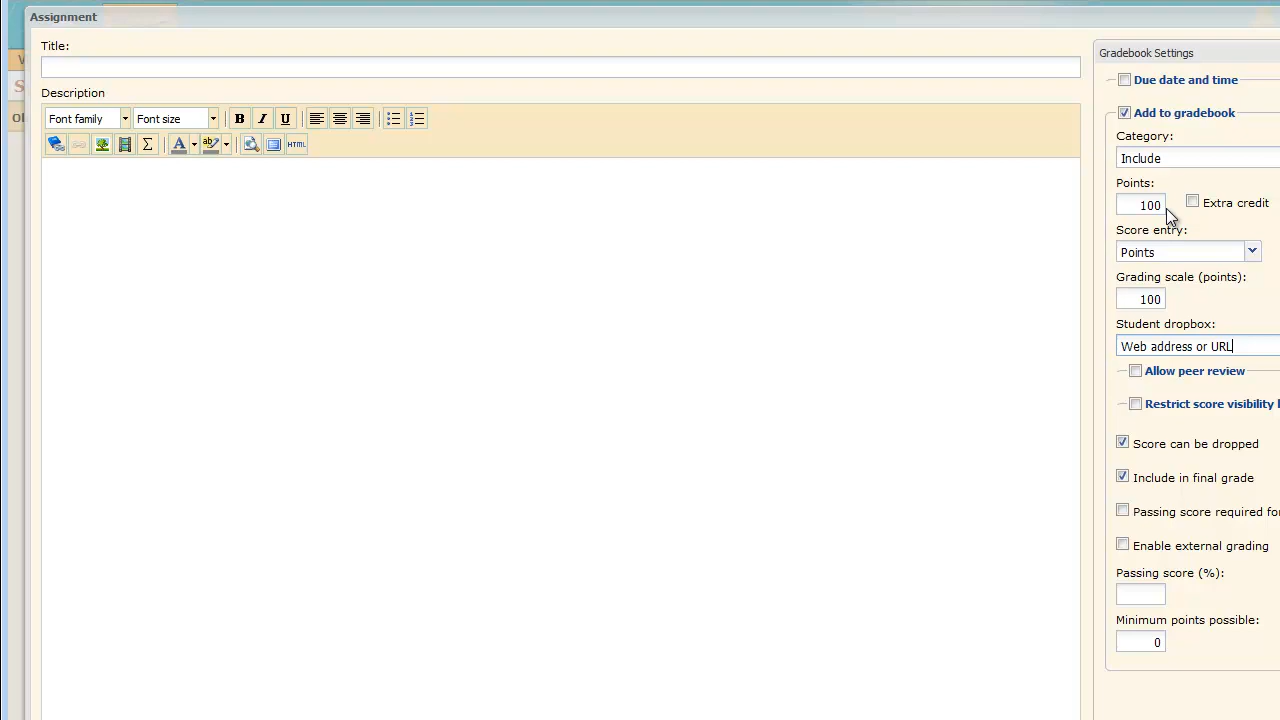 Assignment
Title:
Description
Font family
Font size
B I U
A
ab
HTML
Gradebook Settings
Due date and time
Add to gradebook
Category:
Include
Points:
100
Extra credit
Score entry:
Points
Grading scale (points):
100
Student dropbox:
Web address or URL
Allow peer review
Restrict score visibility
Score can be dropped
Include in final grade
Passing score required for
Enable external grading
Passing score (%):
Minimum points possible:
0